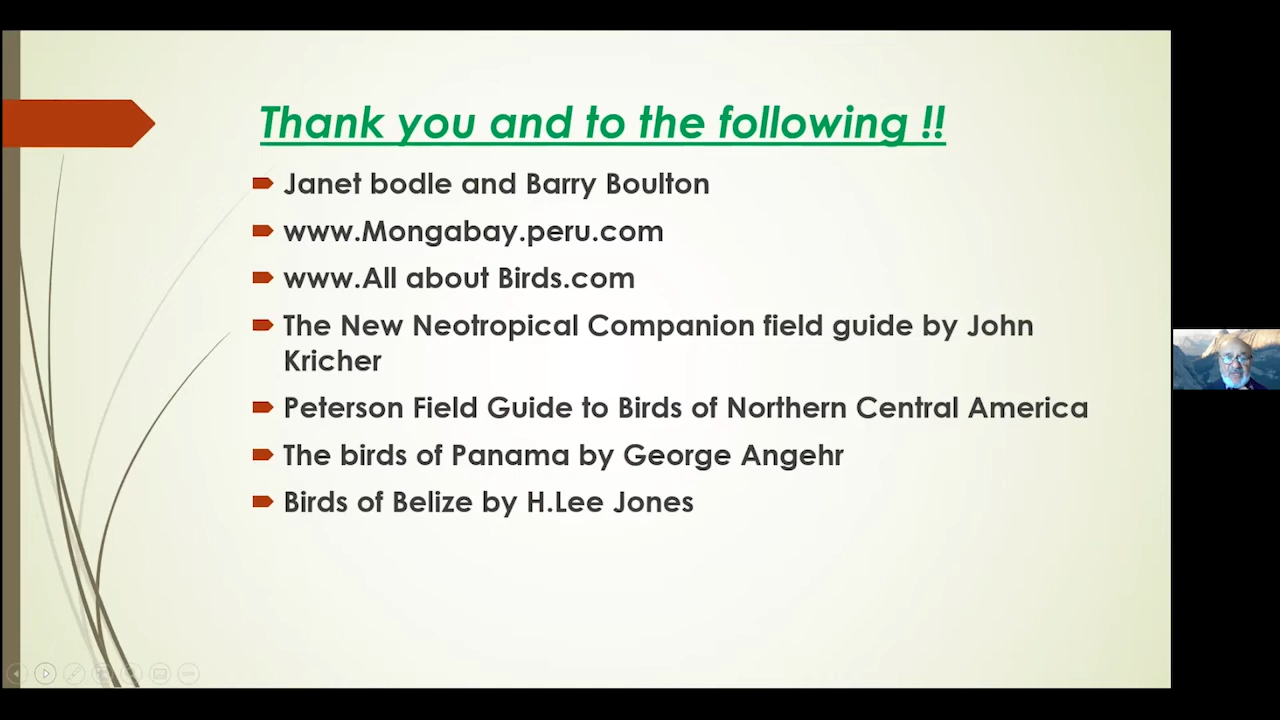 Thank you and to the following !!
Janet bodle and Barry Boulton
www.Mongabay.peru.com
www.All about Birds.com
The New Neotropical Companion field guide by John
Kricher
Peterson Field Guide to Birds of Northern Central America
The birds of Panama by George Angehr
Birds of Belize by H.Lee Jones